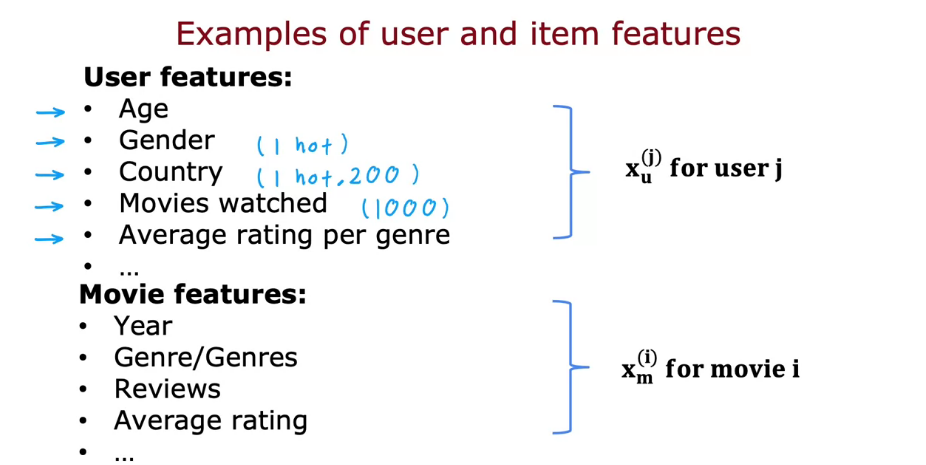 Examples of user and item features
User features:
→ • Age
→ • Gender (1 hot)
→ • Country (1 hot, 200)
→ • Movies watched (1000)
→ • Average rating per genre
• ...
x_u^(j) for user j
Movie features:
• Year
• Genre/Genres
• Reviews
• Average rating
• ...
x_m^(i) for movie i